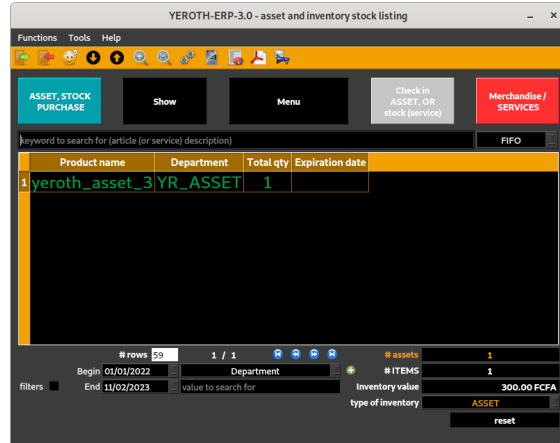 YEROTH-ERP-3.0 - asset and inventory stock listing
Functions Tools Help
ASSET, STOCK
PURCHASE
Show
Menu
Check in
ASSET, OR
stock (service)
Merchandise /
SERVICES
keyword to search for (article (or service) description)
FIFO
Product name Department Total qty Expiration date
1 yeroth_asset_3 YR_ASSET 1
# rows 59 1 / 1 # assets 1
Begin 01/01/2022 Department # ITEMS 1
filters End 11/02/2023 value to search for Inventory value 300.00 FCFA
type of inventory ASSET
reset